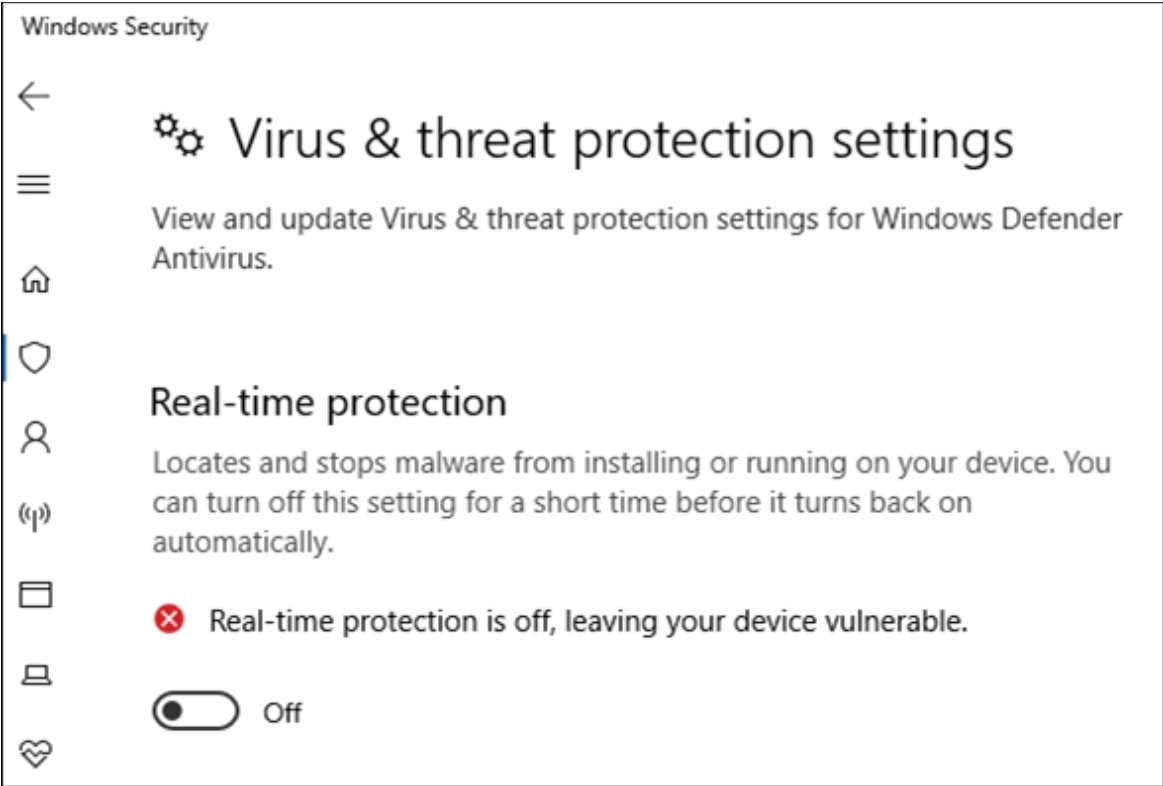 Windows Security
Virus & threat protection settings
View and update Virus & threat protection settings for Windows Defender
Antivirus.
Real-time protection
Locates and stops malware from installing or running on your device. You
can turn off this setting for a short time before it turns back on
automatically.
Real-time protection is off, leaving your device vulnerable.
Off